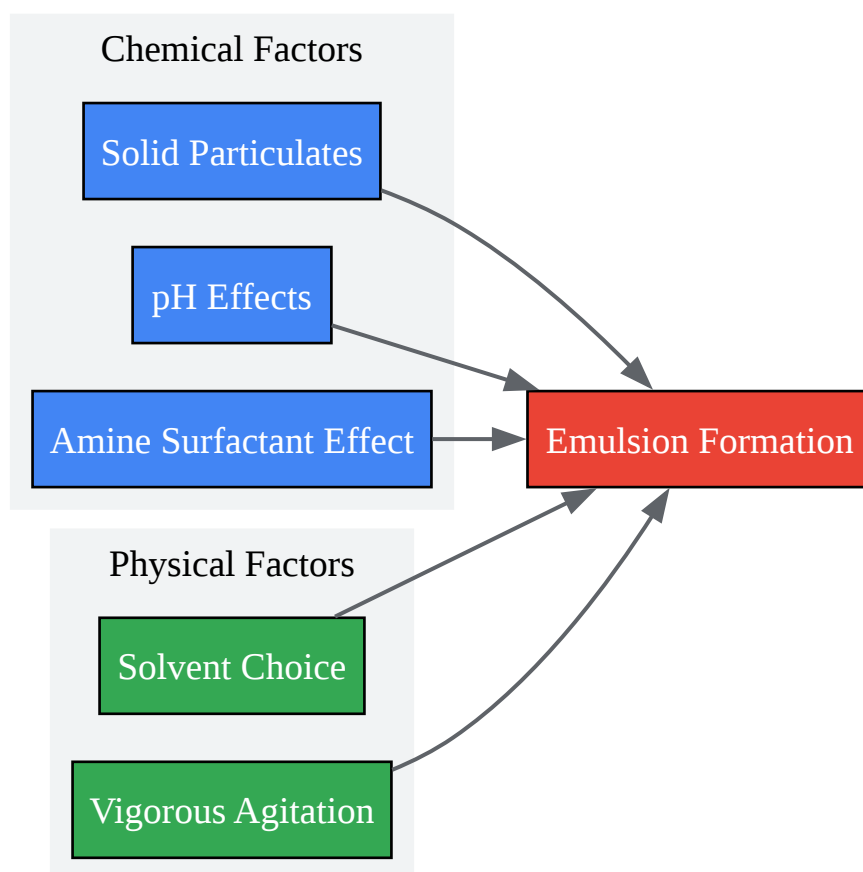 Chemical Factors
Solid Particulates
pH Effects
Amine Surfactant Effect
Emulsion Formation
Physical Factors
Solvent Choice
Vigorous Agitation